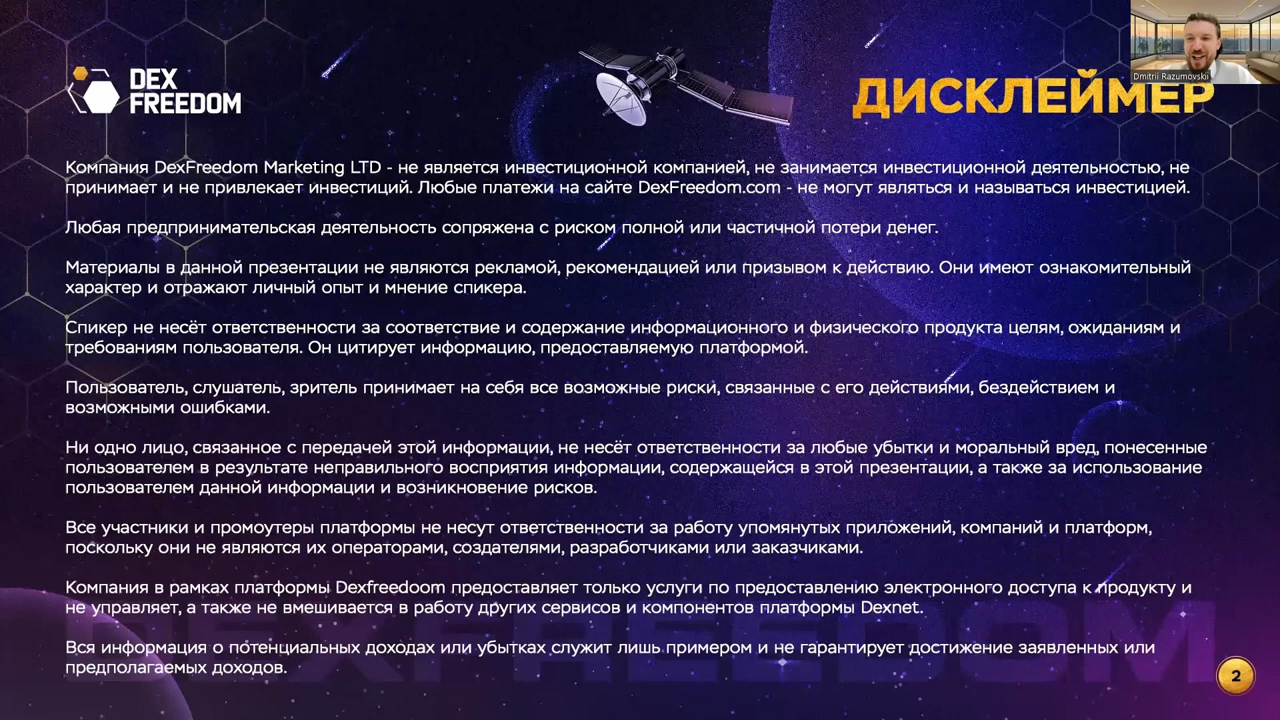 DEX
FREEDOM
ДИСКЛЕЙМЕР
Dmitrii Razumovskii
Компания DexFreedom Marketing LTD - не является инвестиционной компанией, не занимается инвестиционной деятельностью, не
принимает и не привлекает инвестиций. Любые платежи на сайте DexFreedom.com - не могут являться и называться инвестицией.
Любая предпринимательская деятельность сопряжена с риском полной или частичной потери денег.
Материалы в данной презентации не являются рекламой, рекомендацией или призывом к действию. Они имеют ознакомительный
характер и отражают личный опыт и мнение спикера.
Спикер не несёт ответственности за соответствие и содержание информационного и физического продукта целям, ожиданиям и
требованиям пользователя. Он цитирует информацию, предоставляемую платформой.
Пользователь, слушатель, зритель принимает на себя все возможные риски, связанные с его действиями, бездействием и
возможными ошибками.
Ни одно лицо, связанное с передачей этой информации, не несёт ответственности за любые убытки и моральный вред, понесенные
пользователем в результате неправильного восприятия информации, содержащейся в этой презентации, а также за использование
пользователем данной информации и возникновение рисков.
Все участники и промоутеры платформы не несут ответственности за работу упомянутых приложений, компаний и платформ,
поскольку они не являются их операторами, создателями, разработчиками или заказчиками.
Компания в рамках платформы Dexfreedoom предоставляет только услуги по предоставлению электронного доступа к продукту и
не управляет, а также не вмешивается в работу других сервисов и компонентов платформы Dexnet.
Вся информация о потенциальных доходах или убытках служит лишь примером и не гарантирует достижение заявленных или
предполагаемых доходов.
DEXFREEDOM
2